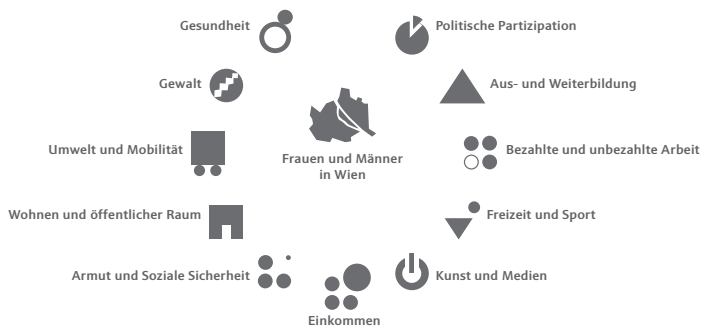 Gesundheit
Politische Partizipation
Gewalt
Aus- und Weiterbildung
Umwelt und Mobilität
Frauen und Männer
in Wien
Bezahlte und unbezahlte Arbeit
Wohnen und öffentlicher Raum
Freizeit und Sport
Armut und Soziale Sicherheit
Kunst und Medien
Einkommen